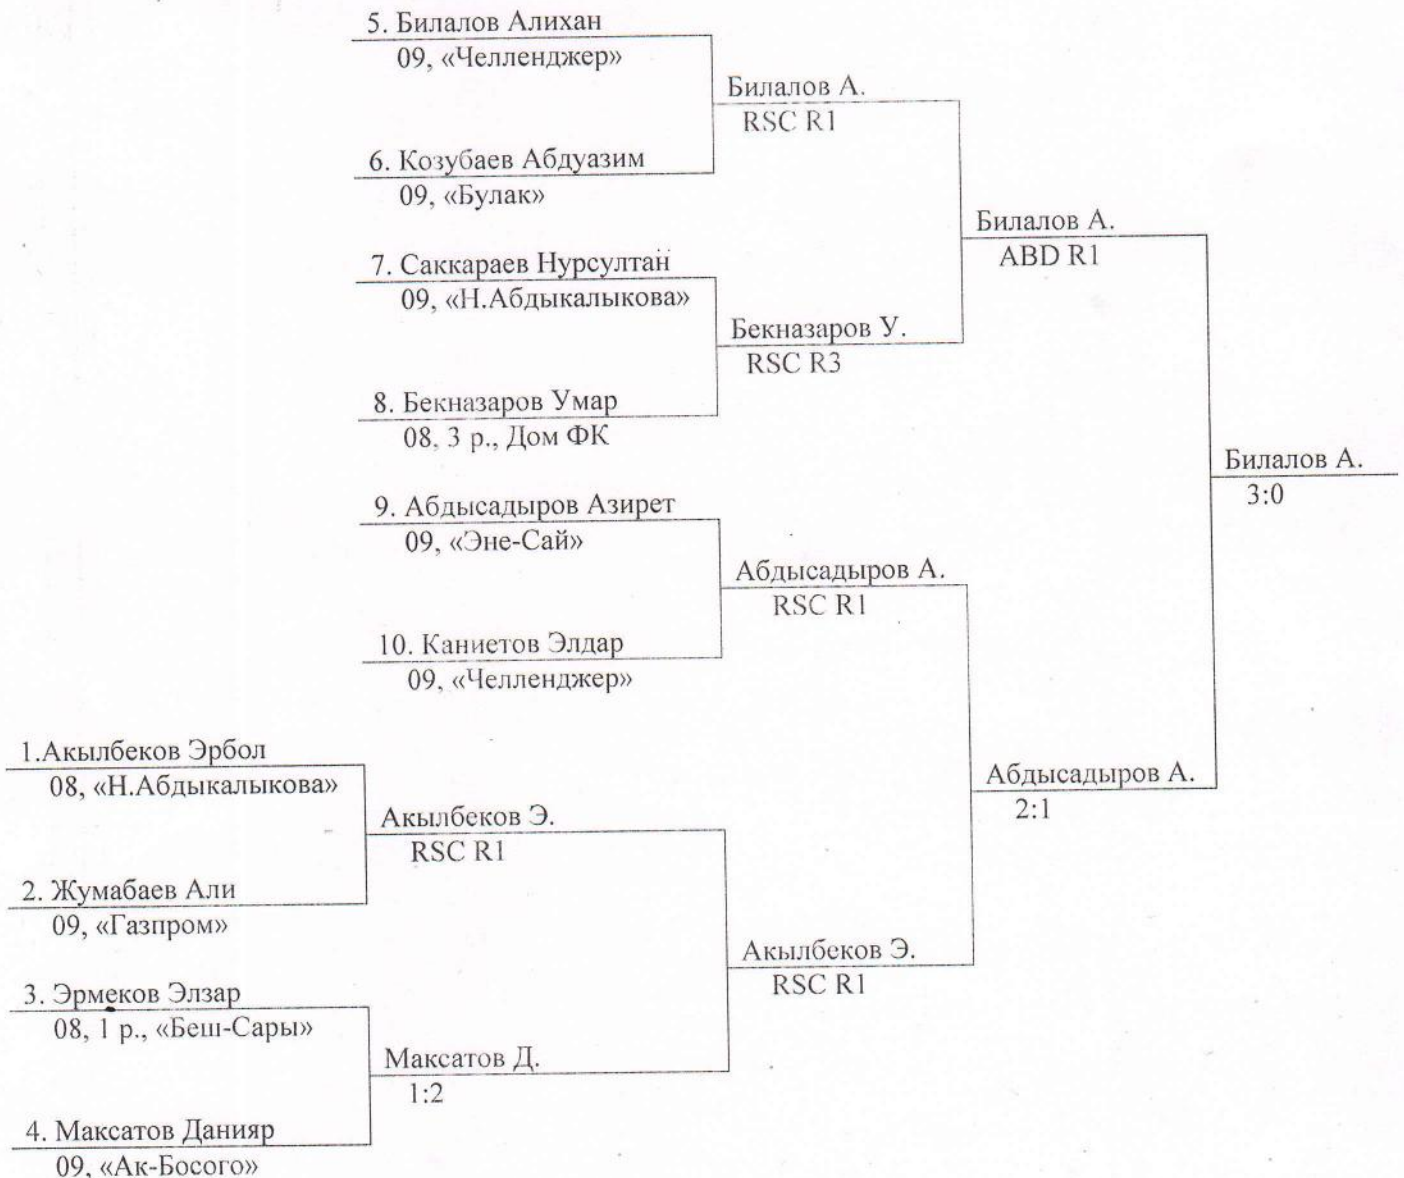 5. Билалов Алихан
09, «Челленджер»
Билалов А.
RSC R1
6. Козубаев Абдуазим
09, «Булак»
Билалов А.
ABD R1
7. Саккараев Нурсултан
09, «Н.Абдыкалыкова»
Бекназаров У.
RSC R3
8. Бекназаров Умар
08, 3 р., Дом ФК
Билалов А.
3:0
9. Абдысадыров Азирет
09, «Эне-Сай»
Абдысадыров А.
RSC R1
10. Каниетов Элдар
09, «Челленджер»
1.Акылбеков Эрбол
08, «Н.Абдыкалыкова»
Абдысадыров А.
2:1
Акылбеков Э.
RSC R1
2. Жумабаев Али
09, «Газпром»
Акылбеков Э.
RSC R1
3. Эрмеков Элзар
08, 1 р., «Беш-Сары»
Максатов Д.
1:2
4. Максатов Данияр
09, «Ак-Босого»